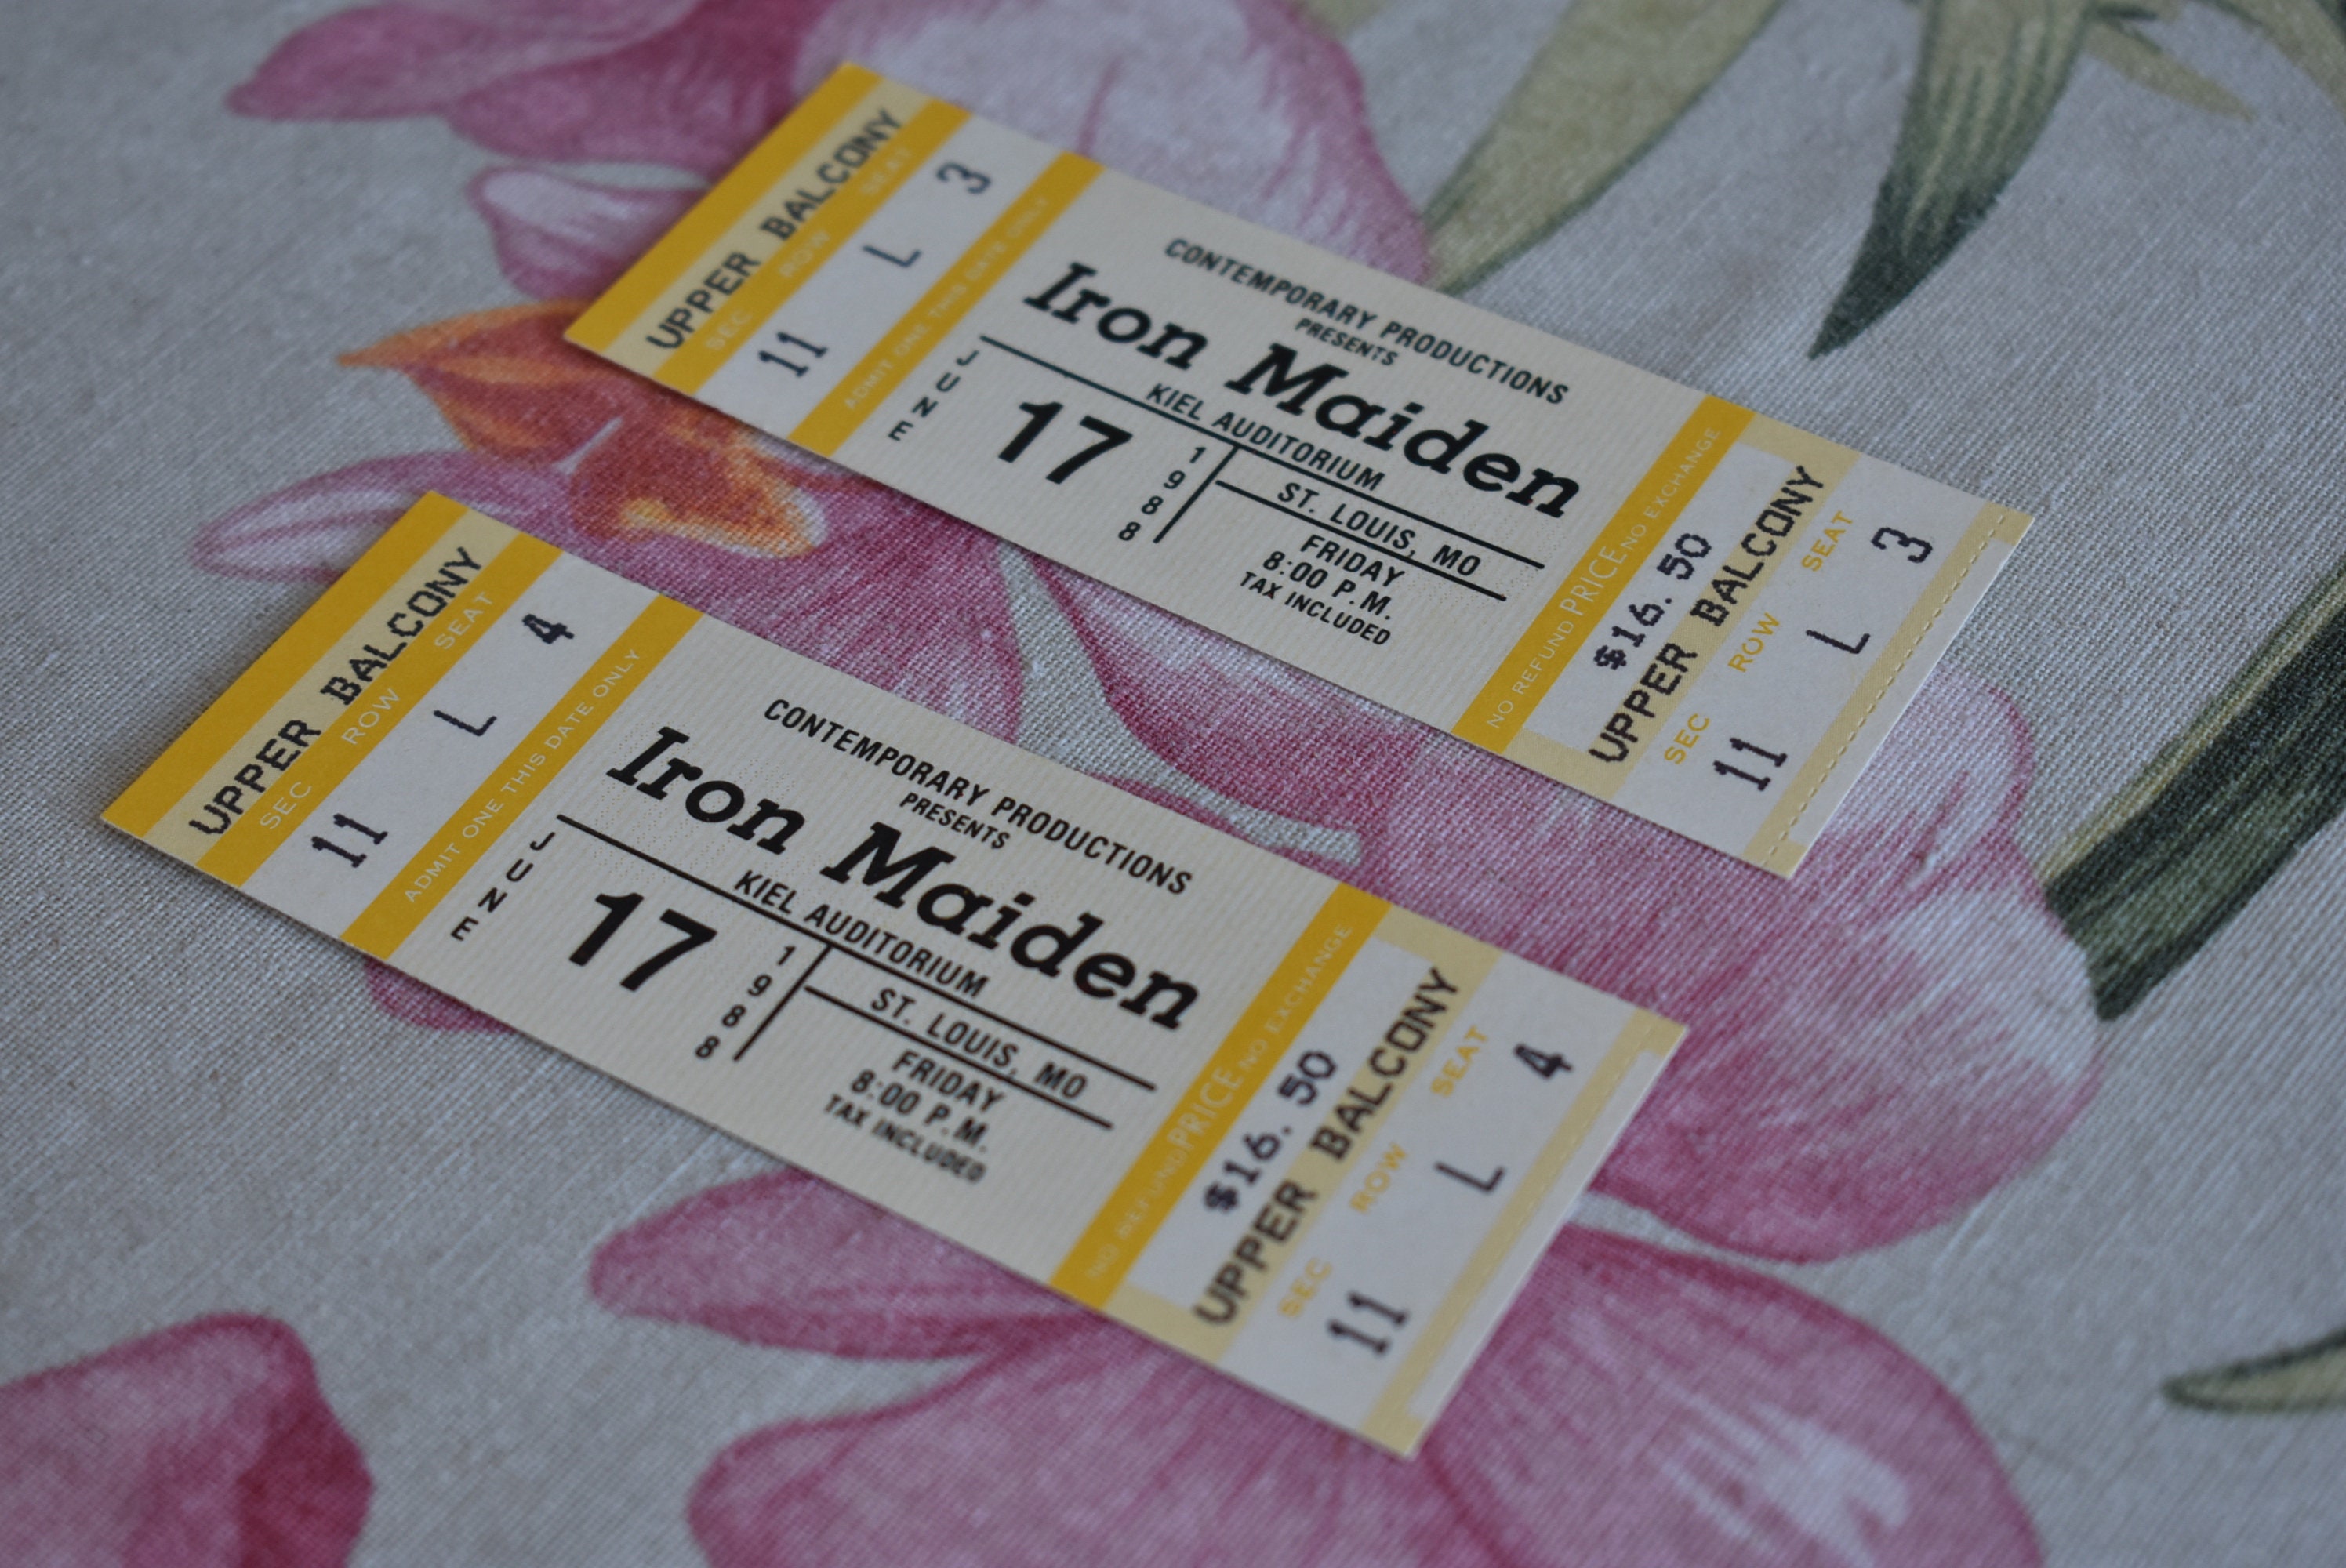 UPPER BALCONY
SEC ROW SEAT
11 L 3
ADMIT ONE THIS DATE ONLY
CONTEMPORARY PRODUCTIONS
PRESENTS
Iron Maiden
KIEL AUDITORIUM
JUNE
17
1988
ST. LOUIS, MO
FRIDAY
8:00 P.M.
TAX INCLUDED
NO REFUND PRICE NO EXCHANGE
$16.50
UPPER BALCONY
SEC ROW SEAT
11 L 3
UPPER BALCONY
SEC ROW SEAT
11 L 4
ADMIT ONE THIS DATE ONLY
CONTEMPORARY PRODUCTIONS
PRESENTS
Iron Maiden
KIEL AUDITORIUM
JUNE
17
1988
ST. LOUIS, MO
FRIDAY
8:00 P.M.
TAX INCLUDED
NO REFUND PRICE NO EXCHANGE
$16.50
UPPER BALCONY
SEC ROW SEAT
11 L 4